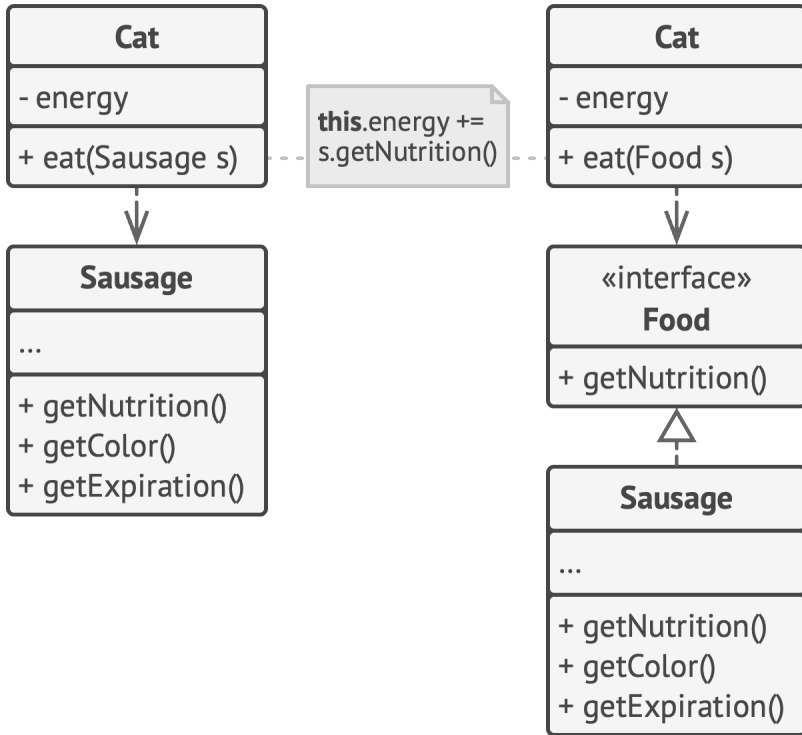 Cat
- energy
+ eat(Sausage s)
Sausage
...
+ getNutrition()
+ getColor()
+ getExpiration()
this.energy +=
s.getNutrition()
Cat
- energy
+ eat(Food s)
«interface»
Food
+ getNutrition()
Sausage
...
+ getNutrition()
+ getColor()
+ getExpiration()